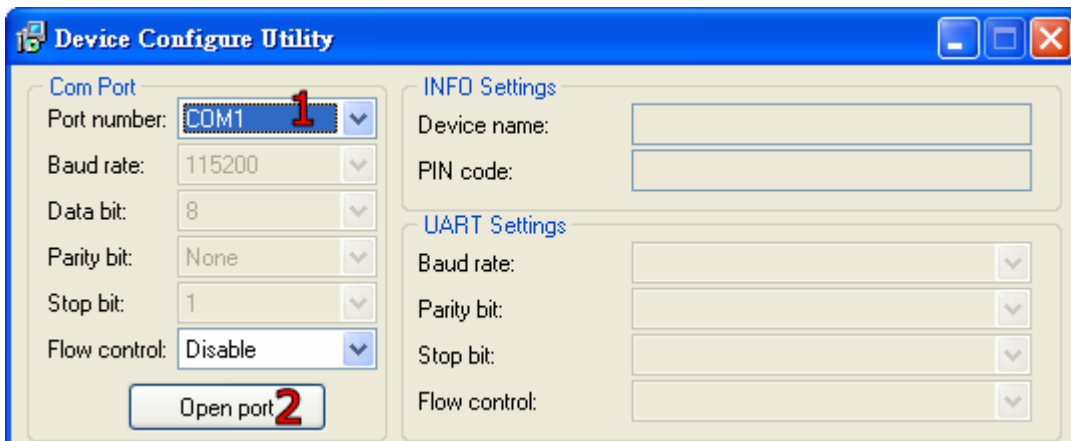 Device Configure Utility
Com Port
Port number: COM1 1
Baud rate: 115200
Data bit: 8
Parity bit: None
Stop bit: 1
Flow control: Disable
Open port 2
INFO Settings
Device name:
PIN code:
UART Settings
Baud rate:
Parity bit:
Stop bit:
Flow control: